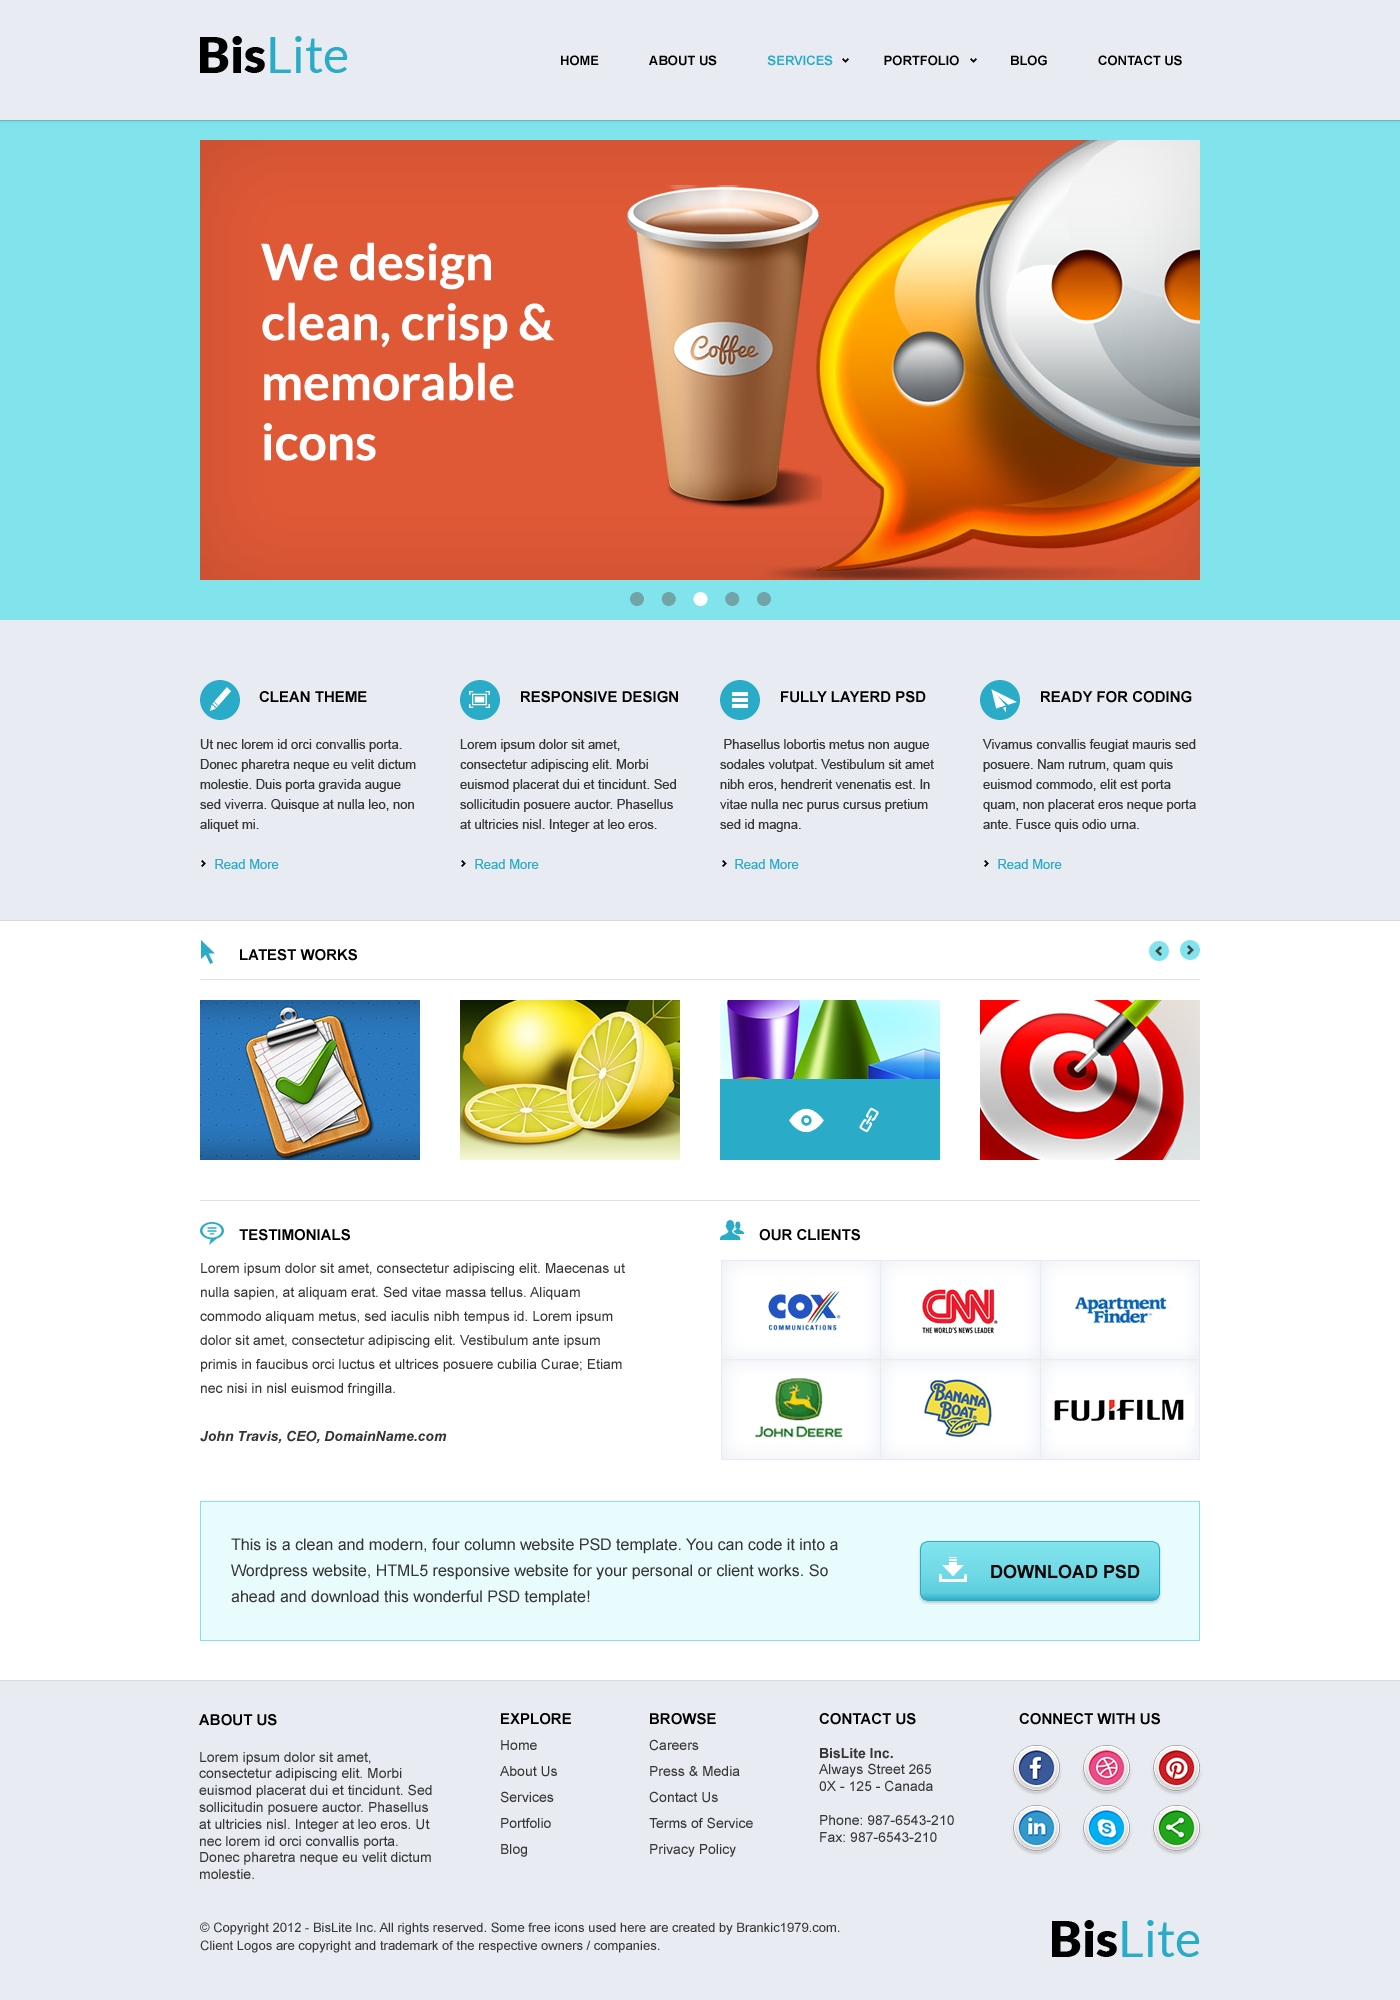 BisLite
HOME ABOUT US SERVICES PORTFOLIO BLOG CONTACT US
We design
clean, crisp &
memorable
icons
Coffee
CLEAN THEME
Ut nec lorem id orci convallis porta.
Donec pharetra neque eu velit dictum
molestie. Duis porta gravida augue
sed viverra. Quisque at nulla leo, non
aliquet mi.
Read More
RESPONSIVE DESIGN
Lorem ipsum dolor sit amet,
consectetur adipiscing elit. Morbi
euismod placerat dui et tincidunt. Sed
sollicitudin posuere auctor. Phasellus
at ultricies nisl. Integer at leo eros.
Read More
FULLY LAYERD PSD
Phasellus lobortis metus non augue
sodales volutpat. Vestibulum sit amet
nibh eros, hendrerit venenatis est. In
vitae nulla nec purus cursus pretium
sed id magna.
Read More
READY FOR CODING
Vivamus convallis feugiat mauris sed
posuere. Nam rutrum, quam quis
euismod commodo, elit est porta
quam, non placerat eros neque porta
ante. Fusce quis odio urna.
Read More
LATEST WORKS
TESTIMONIALS
Lorem ipsum dolor sit amet, consectetur adipiscing elit. Maecenas ut
nulla sapien, at aliquam erat. Sed vitae massa tellus. Aliquam
commodo aliquam metus, sed iaculis nibh tempus id. Lorem ipsum
dolor sit amet, consectetur adipiscing elit. Vestibulum ante ipsum
primis in faucibus orci luctus et ultrices posuere cubilia Curae; Etiam
nec nisi in nisl euismod fringilla.
John Travis, CEO, DomainName.com
OUR CLIENTS
COX
COMMUNICATIONS
CNN
THE WORLD'S NEWS LEADER
Apartment
Finder
JOHN DEERE
BANANA
BOAT
FUJIFILM
This is a clean and modern, four column website PSD template. You can code it into a
Wordpress website, HTML5 responsive website for your personal or client works. So
ahead and download this wonderful PSD template!
DOWNLOAD PSD
ABOUT US
Lorem ipsum dolor sit amet,
consectetur adipiscing elit. Morbi
euismod placerat dui et tincidunt. Sed
sollicitudin posuere auctor. Phasellus
at ultricies nisl. Integer at leo eros. Ut
nec lorem id orci convallis porta.
Donec pharetra neque eu velit dictum
molestie.
EXPLORE
Home
About Us
Services
Portfolio
Blog
BROWSE
Careers
Press & Media
Contact Us
Terms of Service
Privacy Policy
CONTACT US
BisLite Inc.
Always Street 265
0X - 125 - Canada
Phone: 987-6543-210
Fax: 987-6543-210
CONNECT WITH US
© Copyright 2012 - BisLite Inc. All rights reserved. Some free icons used here are created by Brankic1979.com.
Client Logos are copyright and trademark of the respective owners / companies.
BisLite